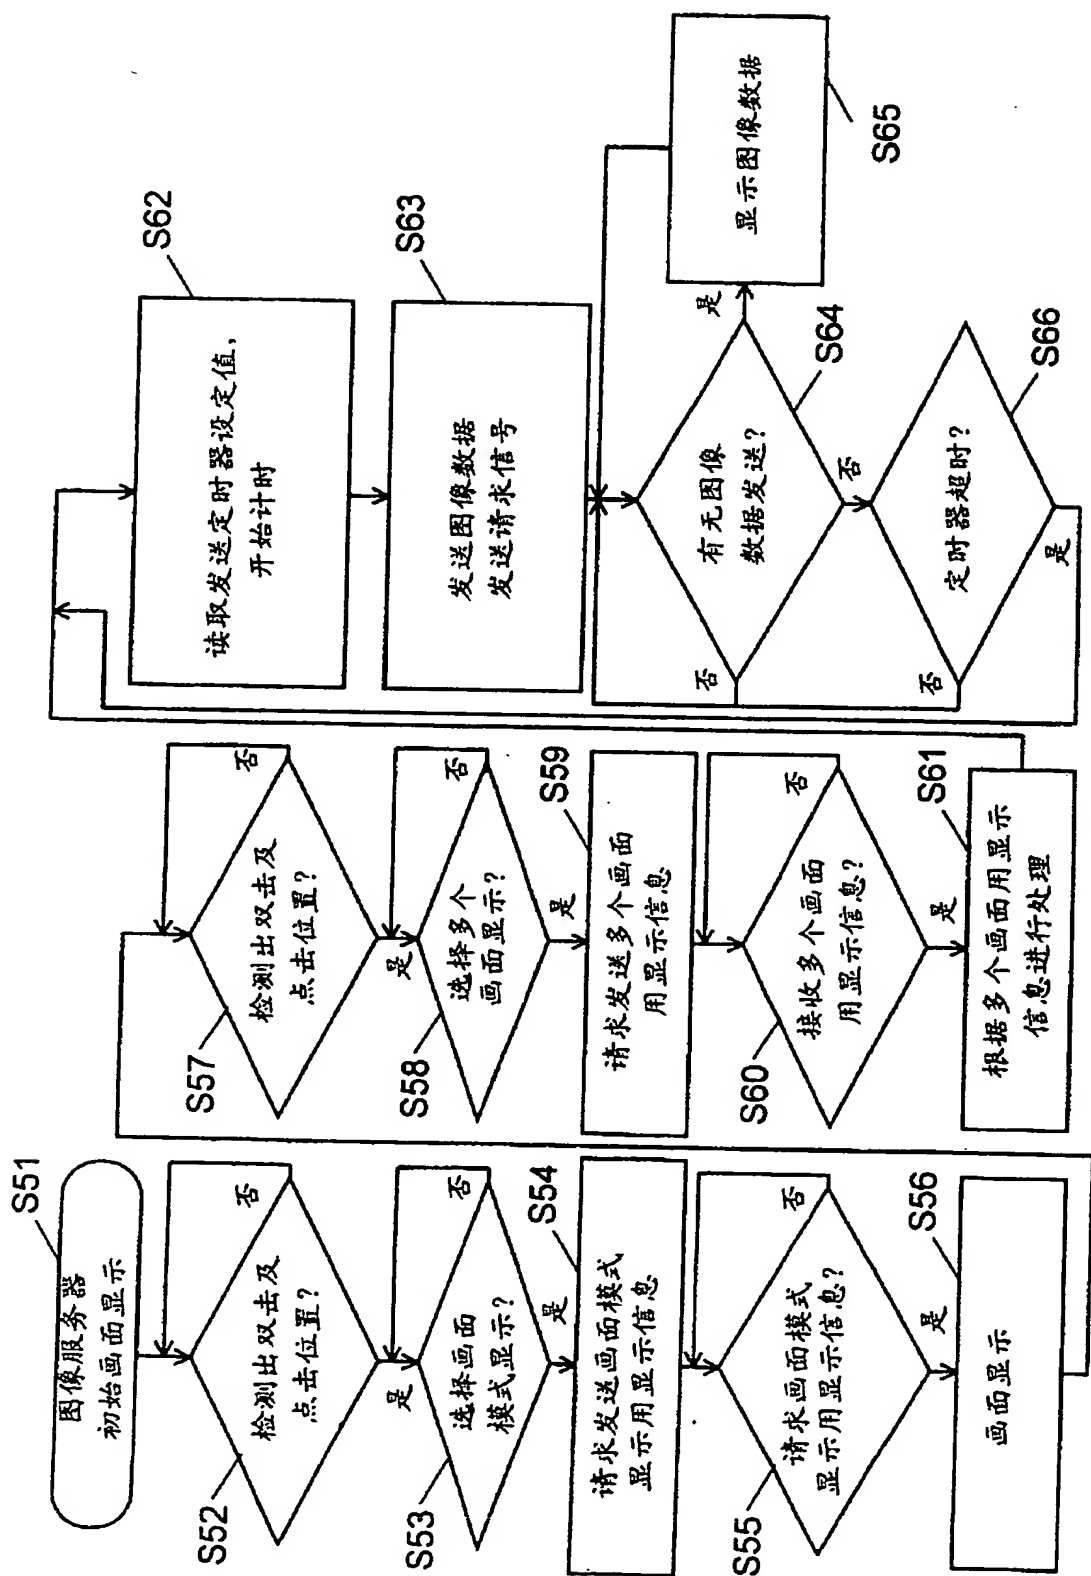 S51
图像服务器
初始画面显示
S52
检测出双击及
点击位置?
否
是
S53
选择画面
模式显示?
否
是
S54
请求发送画面模式
显示用显示信息
S55
请求画面模式
显示用显示信息?
否
是
S56
画面显示
S57
检测出双击及
点击位置?
否
是
S58
选择多个
画面显示?
否
是
S59
请求发送多个画面
用显示信息
S60
接收多个画面
用显示信息?
否
是
S61
根据多个画面用显示
信息进行处理
S62
读取发送定时器设定值,
开始计时
S63
发送图像数据
发送请求信号
S64
有无图像
数据发送?
否
是
否
S65
显示图像数据
S66
定时器超时?
否
是